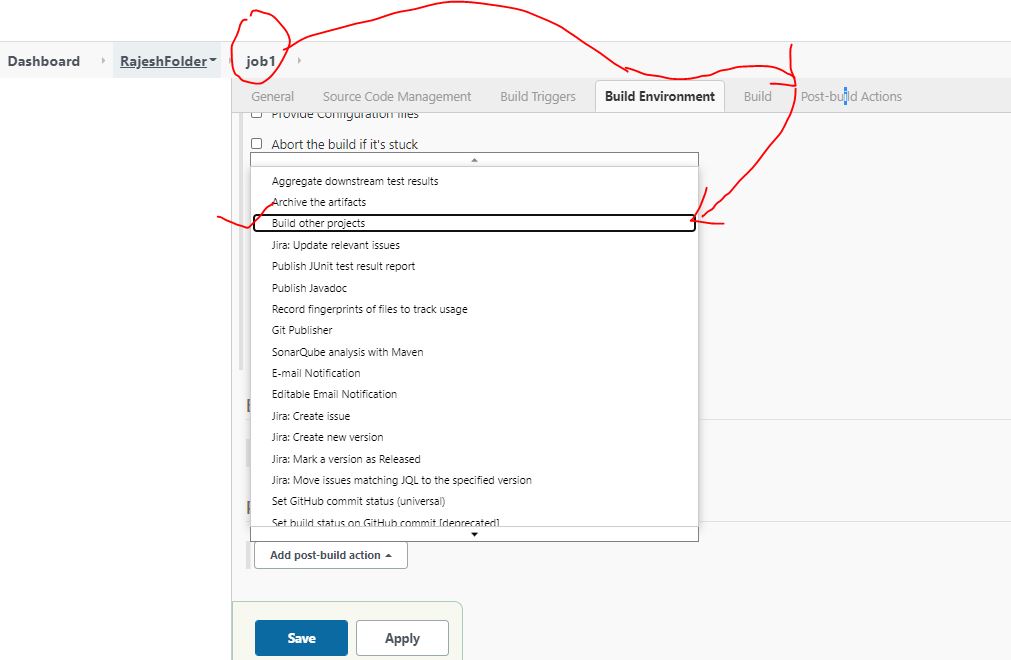 Dashboard RajeshFolder job1
General Source Code Management Build Triggers Build Environment Build Post-build Actions
Provide Configuration files
Abort the build if it's stuck
Aggregate downstream test results
Archive the artifacts
Build other projects
Jira: Update relevant issues
Publish JUnit test result report
Publish Javadoc
Record fingerprints of files to track usage
Git Publisher
SonarQube analysis with Maven
E-mail Notification
Editable Email Notification
Jira: Create issue
Jira: Create new version
Jira: Mark a version as Released
Jira: Move issues matching JQL to the specified version
Set GitHub commit status (universal)
Set build status on GitHub commit [deprecated]
Add post-build action
Save Apply